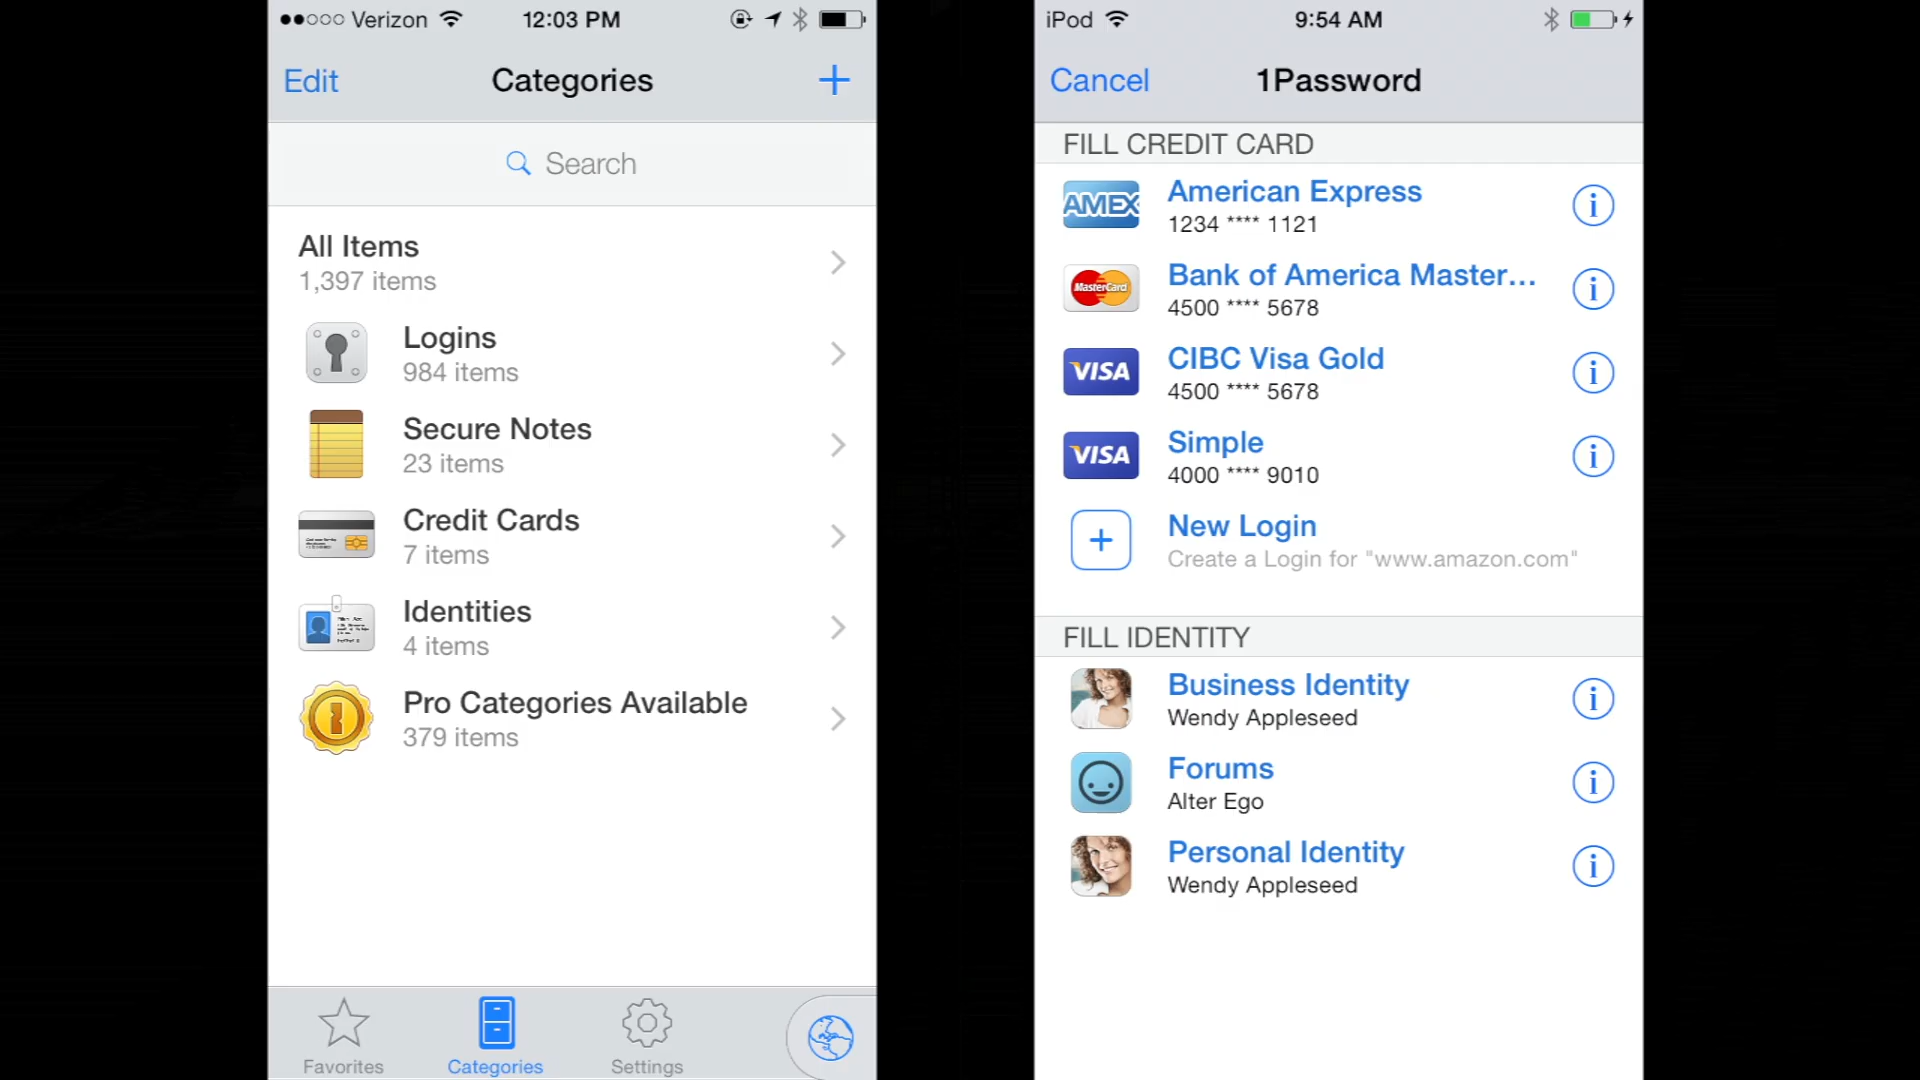 Verizon
12:03 PM
Edit
Categories
Search
All Items
1,397 items
Logins
984 items
Secure Notes
23 items
Credit Cards
7 items
Identities
4 items
Pro Categories Available
379 items
Favorites
Categories
Settings
iPod
9:54 AM
Cancel
1Password
FILL CREDIT CARD
AMEX
American Express
1234 **** 1121
MasterCard
Bank of America Master...
4500 **** 5678
VISA
CIBC Visa Gold
4500 **** 5678
VISA
Simple
4000 **** 9010
New Login
Create a Login for "www.amazon.com"
FILL IDENTITY
Business Identity
Wendy Appleseed
Forums
Alter Ego
Personal Identity
Wendy Appleseed